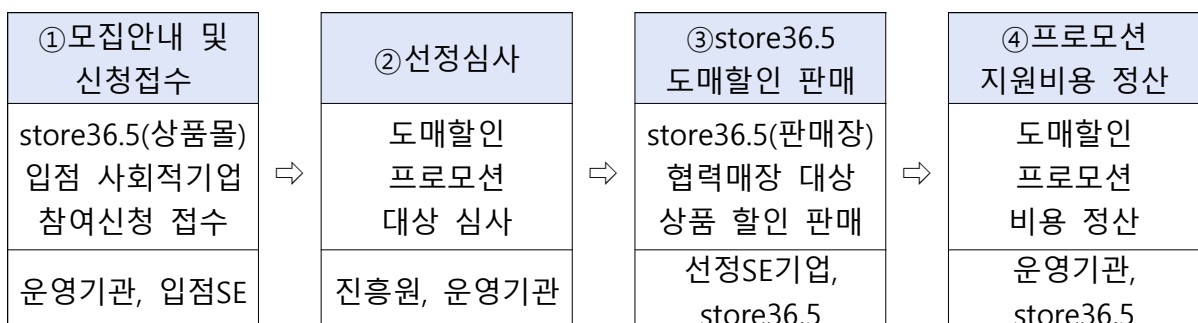 ①모집안내 및
신청접수
store36.5(상품몰)
입점 사회적기업
참여신청 접수
운영기관, 입점SE
⇨
②선정심사
도매할인
프로모션
대상 심사
진흥원, 운영기관
⇨
③store36.5
도매할인 판매
store36.5(판매장)
협력매장 대상
상품 할인 판매
선정SE기업,
store36.5
⇨
④프로모션
지원비용 정산
도매할인
프로모션
비용 정산
운영기관,
store36.5